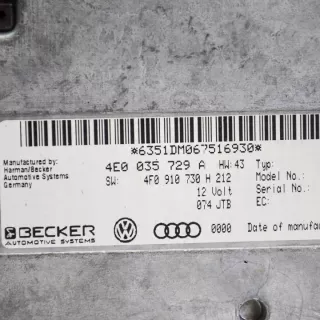 *6351DM067516930*
Manufactured by:
Harman/Becker
Automotive Systems
Germany
4E0 035 729 A HW:43 Typ:
SW: 4F0 910 730 H 212 Model No.:
12 Volt Serial No.:
074 JTB EC:
BECKER
AUTOMOTIVE SYSTEMS
0000 Date of manufac